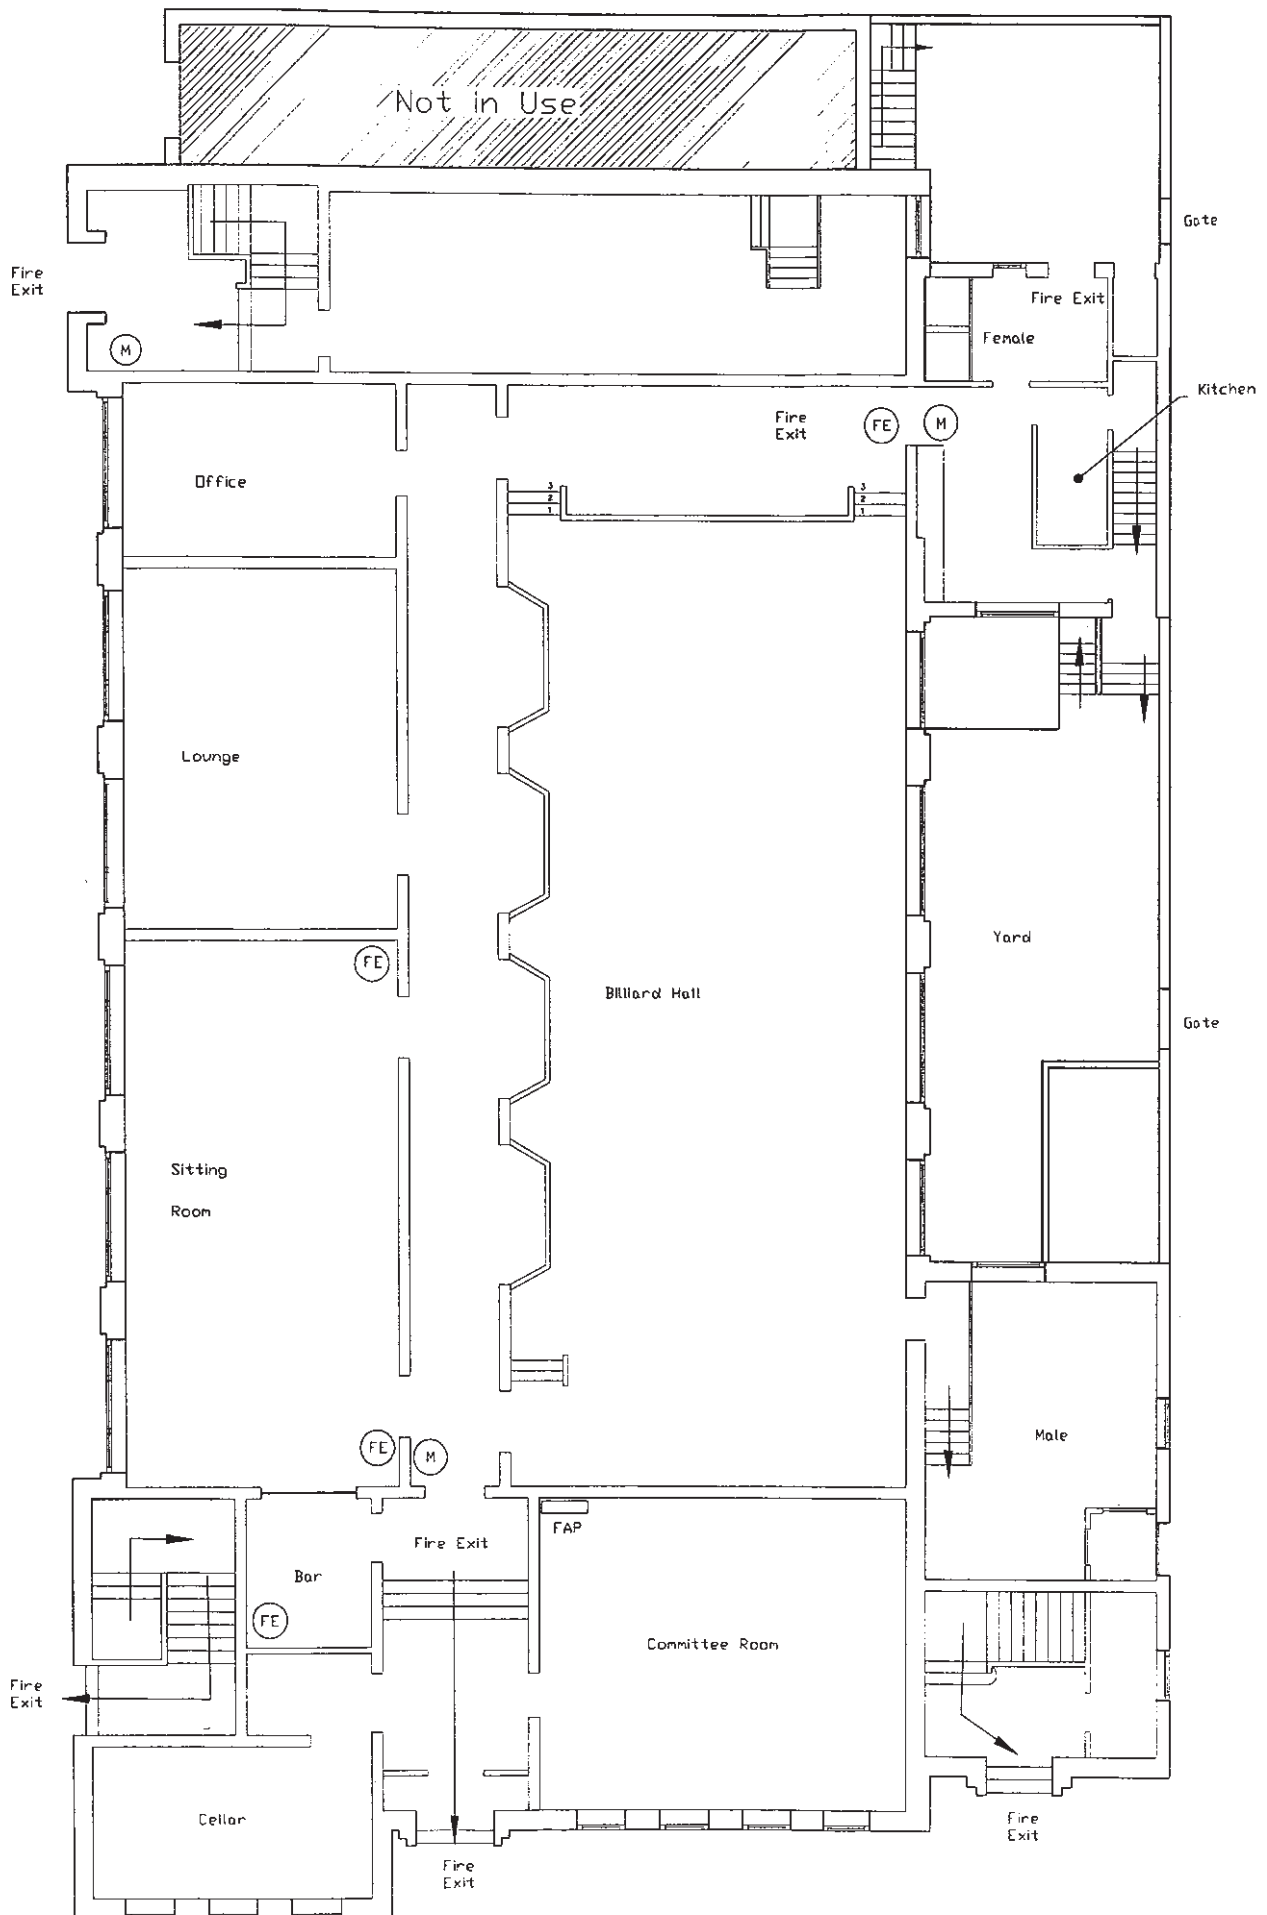 Not in Use
Gate
Fire
Exit
Fire Exit
Female
M
Kitchen
Fire
Exit
FE
M
Office
3
2
1
3
2
1
Lounge
Yard
FE
Billiard Hall
Gate
Sitting
Room
Male
FE
M
FAP
Fire Exit
Bar
FE
Committee Room
Fire
Exit
Cellar
Fire
Exit
Fire
Exit